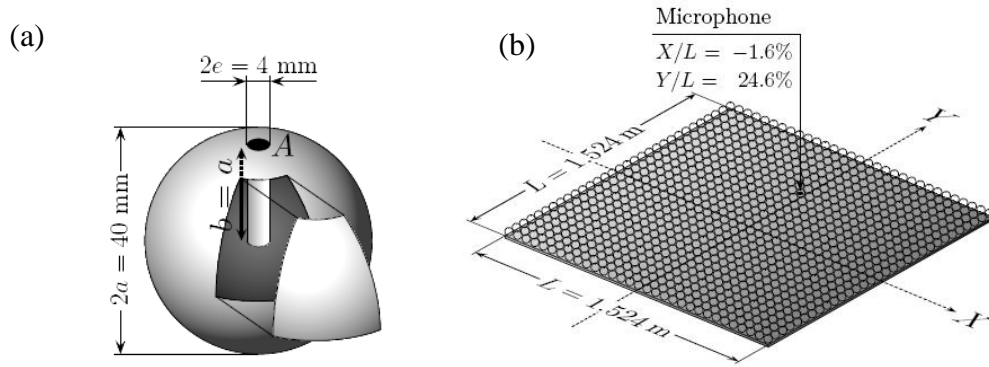 (a)
2e = 4 mm
A
b = a
2a = 40 mm
(b)
Microphone
X/L = −1.6%
Y/L = 24.6%
L = 1.524 m
Y
L = 1.524 m
X